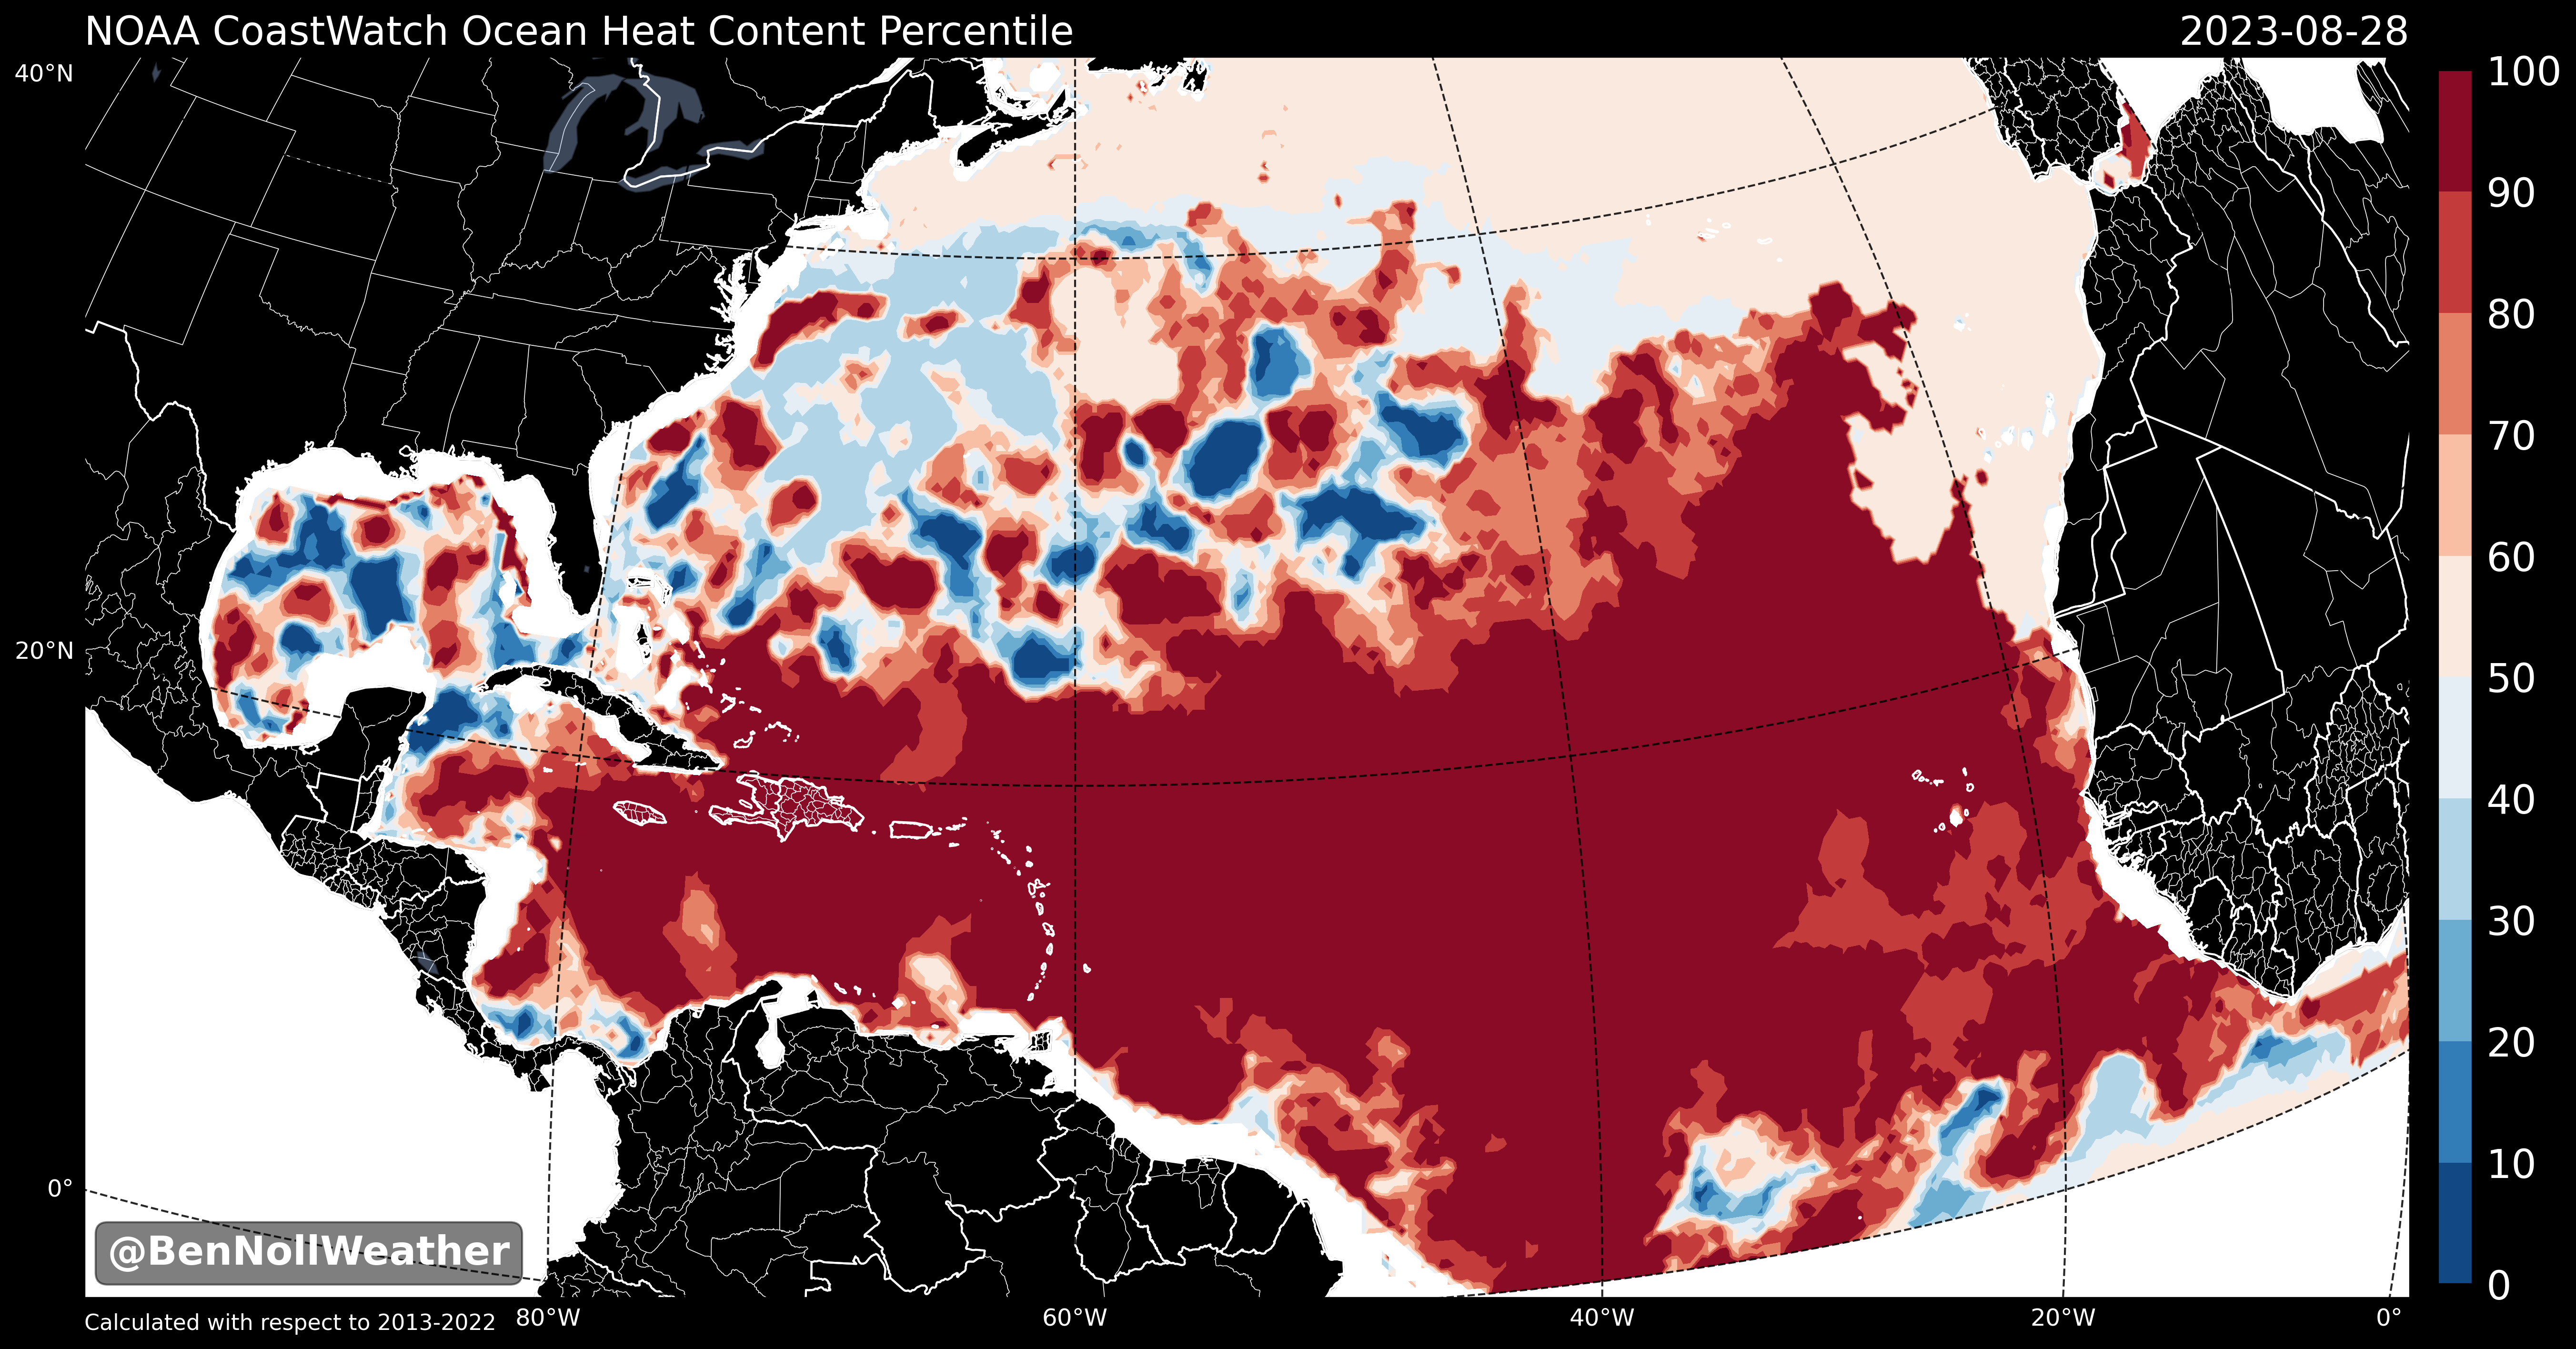 NOAA CoastWatch Ocean Heat Content Percentile
2023-08-28
40°N
20°N
0°
100
90
80
70
60
50
40
30
20
10
0
@BenNollWeather
Calculated with respect to 2013-2022
80°W
60°W
40°W
20°W
0°